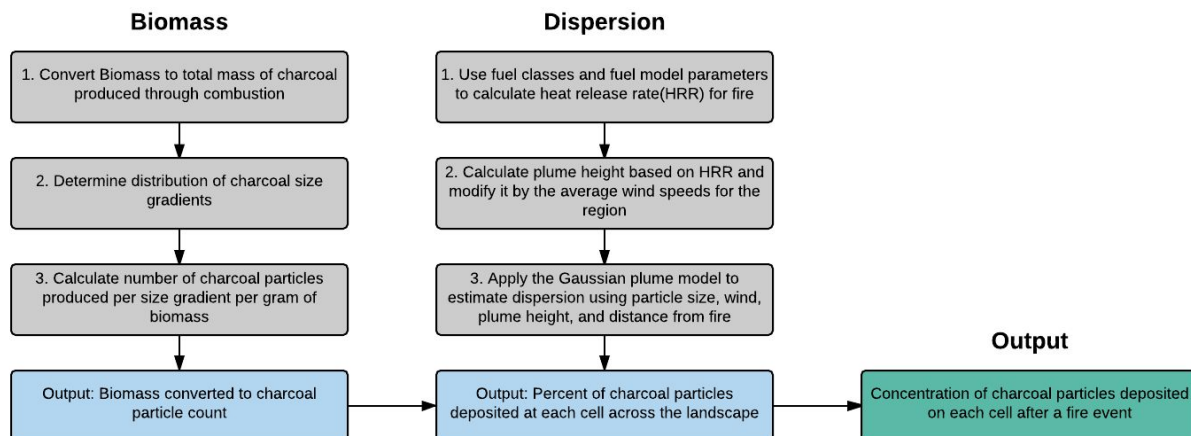 Biomass
1. Convert Biomass to total mass of charcoal
produced through combustion
2. Determine distribution of charcoal size
gradients
3. Calculate number of charcoal particles
produced per size gradient per gram of
biomass
Output: Biomass converted to charcoal
particle count
Dispersion
1. Use fuel classes and fuel model parameters
to calculate heat release rate(HRR) for fire
2. Calculate plume height based on HRR and
modify it by the average wind speeds for the
region
3. Apply the Gaussian plume model to
estimate dispersion using particle size, wind,
plume height, and distance from fire
Output: Percent of charcoal particles
deposited at each cell across the landscape
Output
Concentration of charcoal particles deposited
on each cell after a fire event